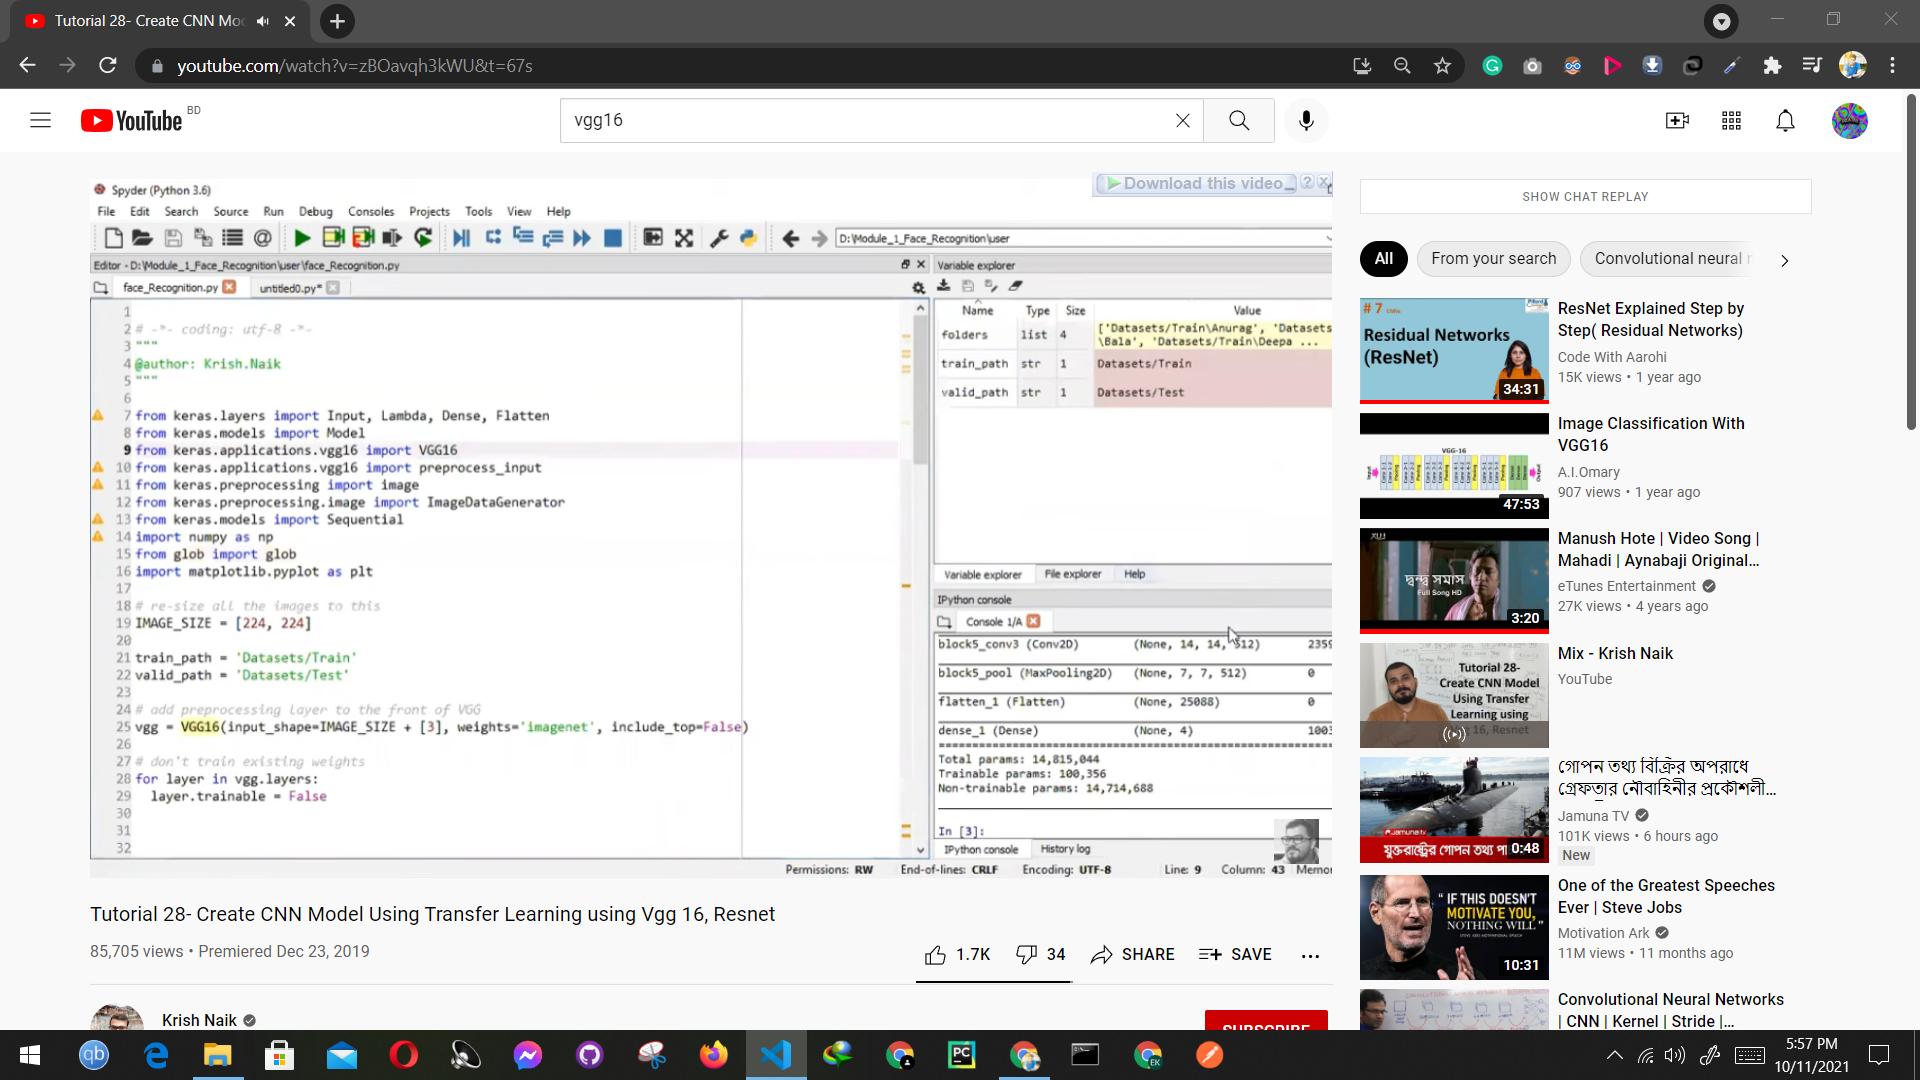 Tutorial 28- Create CNN Mo
youtube.com/watch?v=zBOavqh3kWU&t=67s
YouTube BD
vgg16
Spyder (Python 3.6)
Download this video
File Edit Search Source Run Debug Consoles Projects Tools View Help
D:\Module_1_Face_Recognition\user
Editor - D:\Module_1_Face_Recognition\user\face_Recognition.py
face_Recognition.py untitled0.py*
1
2 # -*- coding: utf-8 -*-
3 """
4 @author: Krish.Naik
5 """
6
7 from keras.layers import Input, Lambda, Dense, Flatten
8 from keras.models import Model
9 from keras.applications.vgg16 import VGG16
10 from keras.applications.vgg16 import preprocess_input
11 from keras.preprocessing import image
12 from keras.preprocessing.image import ImageDataGenerator
13 from keras.models import Sequential
14 import numpy as np
15 from glob import glob
16 import matplotlib.pyplot as plt
17
18 # re-size all the images to this
19 IMAGE_SIZE = [224, 224]
20
21 train_path = 'Datasets/Train'
22 valid_path = 'Datasets/Test'
23
24 # add preprocessing layer to the front of VGG
25 vgg = VGG16(input_shape=IMAGE_SIZE + [3], weights='imagenet', include_top=False)
26
27 # don't train existing weights
28 for layer in vgg.layers:
29 layer.trainable = False
30
31
32
Variable explorer
Name Type Size Value
folders list 4 ['Datasets/Train\Anurag', 'Datasets
\Bala', 'Datasets/Train\Deepa ...
train_path str 1 Datasets/Train
valid_path str 1 Datasets/Test
Variable explorer File explorer Help
IPython console
Console 1/A
block5_conv3 (Conv2D) (None, 14, 14, 512) 2359
block5_pool (MaxPooling2D) (None, 7, 7, 512) 0
flatten_1 (Flatten) (None, 25088) 0
dense_1 (Dense) (None, 4) 1003
Total params: 14,815,044
Trainable params: 100,356
Non-trainable params: 14,714,688
In [3]:
IPython console History log
Permissions: RW End-of-lines: CRLF Encoding: UTF-8 Line: 9 Column: 43 Memo
Tutorial 28- Create CNN Model Using Transfer Learning using Vgg 16, Resnet
85,705 views • Premiered Dec 23, 2019
1.7K 34 SHARE SAVE
Krish Naik
SUBSCRIBE
SHOW CHAT REPLAY
All From your search Convolutional neural
#7
Residual Networks
(ResNet)
34:31
ResNet Explained Step by
Step( Residual Networks)
Code With Aarohi
15K views • 1 year ago
VGG-16
47:53
Image Classification With
VGG16
A.I.Omary
907 views • 1 year ago
দ্বন্দ্ব সমাস
Full Song HD
3:20
Manush Hote | Video Song |
Mahadi | Aynabaji Original...
eTunes Entertainment
27K views • 4 years ago
Tutorial 28-
Create CNN Model
Using Transfer
Learning using
16, Resnet
Mix - Krish Naik
YouTube
যুক্তরাষ্ট্রের গোপন তথ্য
0:48
গোপন তথ্য বিক্রির অপরাধে
গ্রেফতার নৌবাহিনীর প্রকৌশলী...
Jamuna TV
101K views • 6 hours ago
New
" IF THIS DOESN'T
MOTIVATE YOU,
NOTHING WILL "
10:31
One of the Greatest Speeches
Ever | Steve Jobs
Motivation Ark
11M views • 11 months ago
Convolutional Neural Networks
| CNN | Kernel | Stride |...
5:57 PM
10/11/2021